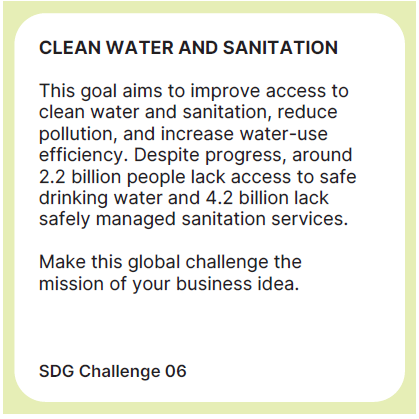 CLEAN WATER AND SANITATION
This goal aims to improve access to
clean water and sanitation, reduce
pollution, and increase water-use
efficiency. Despite progress, around
2.2 billion people lack access to safe
drinking water and 4.2 billion lack
safely managed sanitation services.
Make this global challenge the
mission of your business idea.
SDG Challenge 06